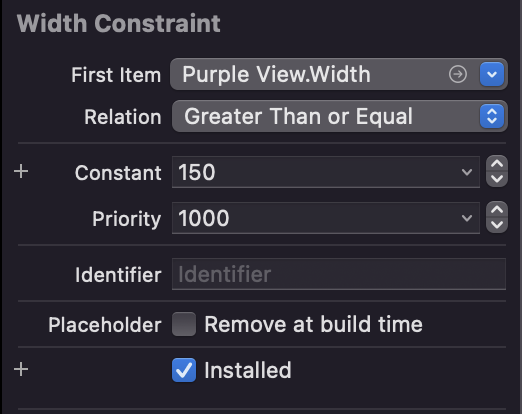 Width Constraint
First Item Purple View.Width
Relation Greater Than or Equal
+ Constant 150
Priority 1000
Identifier Identifier
Placeholder Remove at build time
+ Installed